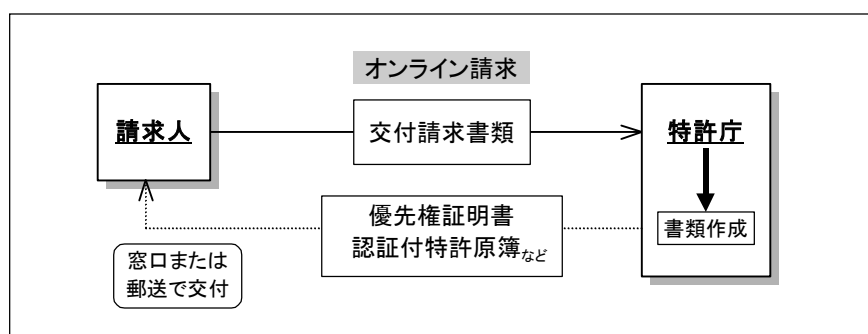 オンライン請求
請求人
交付請求書類
特許庁
優先権証明書
認証付特許原簿など
書類作成
窓口または
郵送で交付